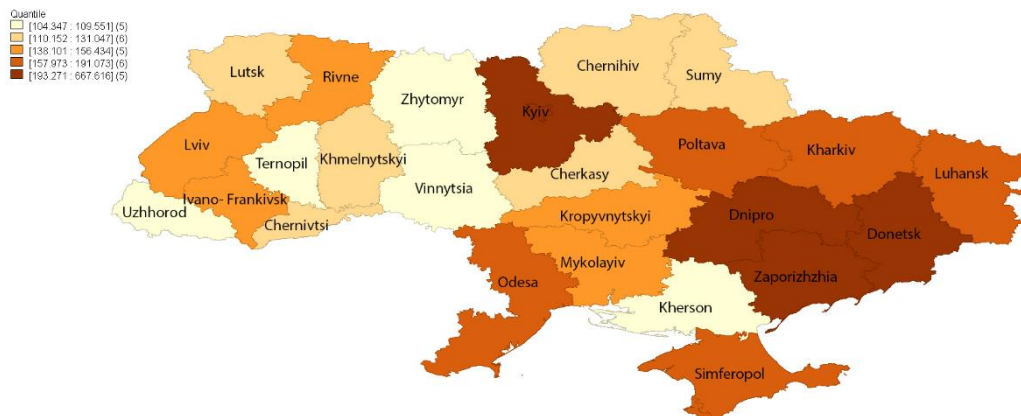 Quantile
[104.347 : 109.551] (5)
[110.152 : 131.047] (6)
[138.101 : 156.434] (5)
[157.973 : 191.073] (6)
[193.271 : 667.616] (5)
Lutsk
Rivne
Zhytomyr
Kyiv
Chernihiv
Sumy
Lviv
Ternopil
Khmelnytskyi
Vinnytsia
Cherkasy
Poltava
Kharkiv
Luhansk
Uzhhorod
Ivano- Frankivsk
Chernivtsi
Kropyvnytskyi
Dnipro
Donetsk
Odesa
Mykolayiv
Zaporizhzhia
Kherson
Simferopol